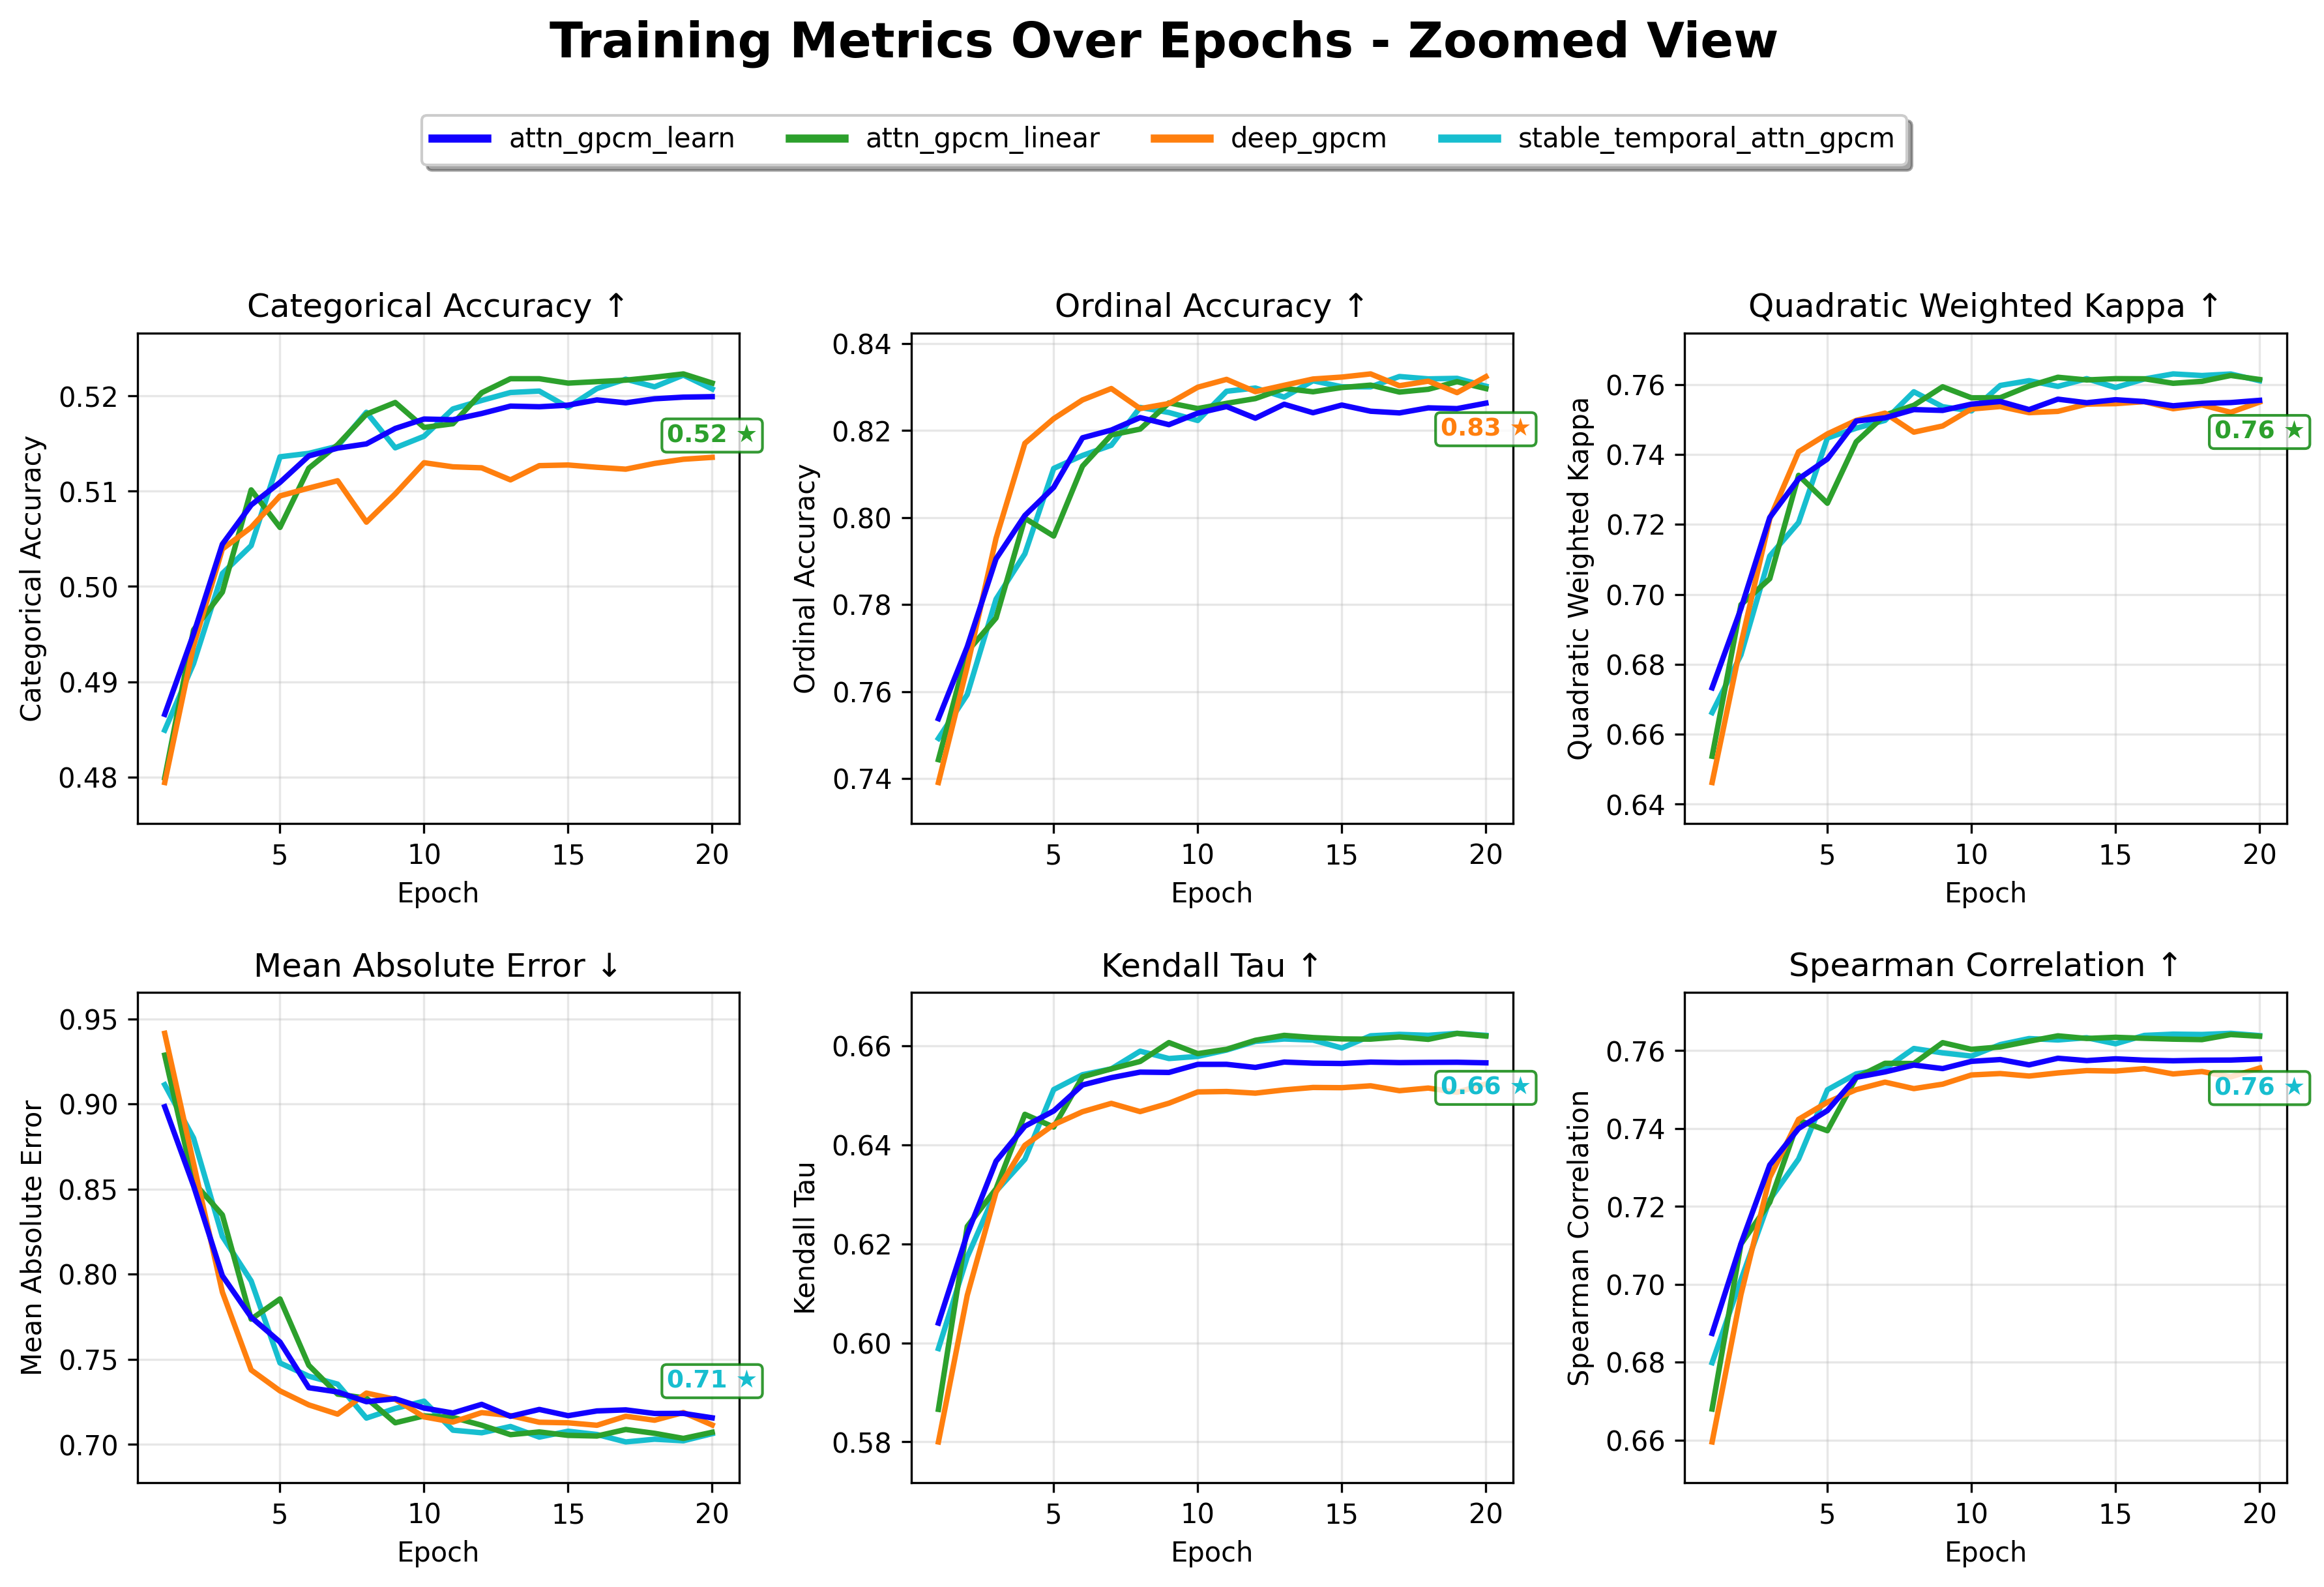 Training Metrics Over Epochs - Zoomed View
attn_gpcm_learn attn_gpcm_linear deep_gpcm stable_temporal_attn_gpcm
Categorical Accuracy ↑
Categorical Accuracy
0.52
0.51
0.50
0.49
0.48
0.52 ★
5 10 15 20
Epoch
Ordinal Accuracy ↑
Ordinal Accuracy
0.84
0.82
0.80
0.78
0.76
0.74
0.83 ★
5 10 15 20
Epoch
Quadratic Weighted Kappa ↑
Quadratic Weighted Kappa
0.76
0.74
0.72
0.70
0.68
0.66
0.64
0.76 ★
5 10 15 20
Epoch
Mean Absolute Error ↓
Mean Absolute Error
0.95
0.90
0.85
0.80
0.75
0.70
0.71 ★
5 10 15 20
Epoch
Kendall Tau ↑
Kendall Tau
0.66
0.64
0.62
0.60
0.58
0.66 ★
5 10 15 20
Epoch
Spearman Correlation ↑
Spearman Correlation
0.76
0.74
0.72
0.70
0.68
0.66
0.76 ★
5 10 15 20
Epoch